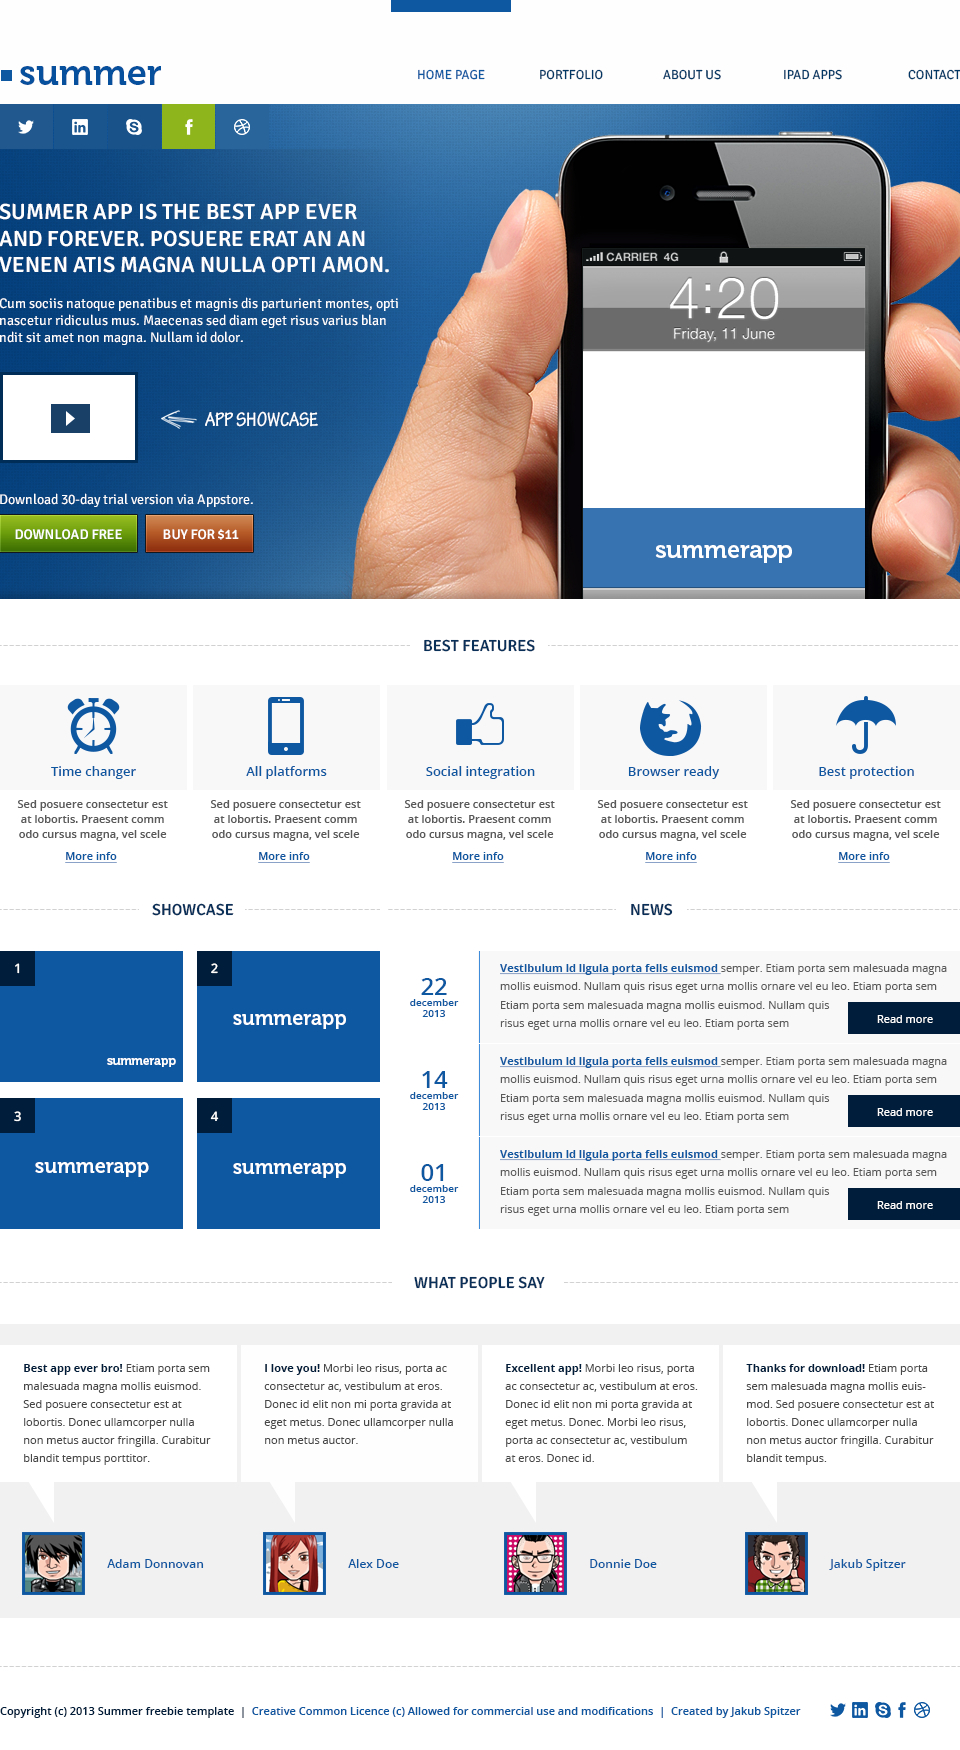 summer
HOME PAGE
PORTFOLIO
ABOUT US
IPAD APPS
CONTACT
SUMMER APP IS THE BEST APP EVER
AND FOREVER. POSUERE ERAT AN AN
VENEN ATIS MAGNA NULLA OPTI AMON.
Cum sociis natoque penatibus et magnis dis parturient montes, opti
nascetur ridiculus mus. Maecenas sed diam eget risus varius blan
ndit sit amet non magna. Nullam id dolor.
APP SHOWCASE
Download 30-day trial version via Appstore.
DOWNLOAD FREE
BUY FOR $11
CARRIER 4G
4:20
Friday, 11 June
summerapp
BEST FEATURES
Time changer
Sed posuere consectetur est
at lobortis. Praesent comm
odo cursus magna, vel scele
More info
All platforms
Sed posuere consectetur est
at lobortis. Praesent comm
odo cursus magna, vel scele
More info
Social integration
Sed posuere consectetur est
at lobortis. Praesent comm
odo cursus magna, vel scele
More info
Browser ready
Sed posuere consectetur est
at lobortis. Praesent comm
odo cursus magna, vel scele
More info
Best protection
Sed posuere consectetur est
at lobortis. Praesent comm
odo cursus magna, vel scele
More info
SHOWCASE
1
summerapp
2
summerapp
3
summerapp
4
summerapp
NEWS
22
december
2013
Vestibulum id ligula porta felis euismod semper. Etiam porta sem malesuada magna
mollis euismod. Nullam quis risus eget urna mollis ornare vel eu leo. Etiam porta sem
Etiam porta sem malesuada magna mollis euismod. Nullam quis
risus eget urna mollis ornare vel eu leo. Etiam porta sem
Read more
14
december
2013
Vestibulum id ligula porta felis euismod semper. Etiam porta sem malesuada magna
mollis euismod. Nullam quis risus eget urna mollis ornare vel eu leo. Etiam porta sem
Etiam porta sem malesuada magna mollis euismod. Nullam quis
risus eget urna mollis ornare vel eu leo. Etiam porta sem
Read more
01
december
2013
Vestibulum id ligula porta felis euismod semper. Etiam porta sem malesuada magna
mollis euismod. Nullam quis risus eget urna mollis ornare vel eu leo. Etiam porta sem
Etiam porta sem malesuada magna mollis euismod. Nullam quis
risus eget urna mollis ornare vel eu leo. Etiam porta sem
Read more
WHAT PEOPLE SAY
Best app ever bro! Etiam porta sem
malesuada magna mollis euismod.
Sed posuere consectetur est at
lobortis. Donec ullamcorper nulla
non metus auctor fringilla. Curabitur
blandit tempus porttitor.
Adam Donnovan
I love you! Morbi leo risus, porta ac
consectetur ac, vestibulum at eros.
Donec id elit non mi porta gravida at
eget metus. Donec ullamcorper nulla
non metus auctor.
Alex Doe
Excellent app! Morbi leo risus, porta
ac consectetur ac, vestibulum at eros.
Donec id elit non mi porta gravida at
eget metus. Donec. Morbi leo risus,
porta ac consectetur ac, vestibulum
at eros. Donec id.
Donnie Doe
Thanks for download! Etiam porta
sem malesuada magna mollis euis-
mod. Sed posuere consectetur est at
lobortis. Donec ullamcorper nulla
non metus auctor fringilla. Curabitur
blandit tempus.
Jakub Spitzer
Copyright (c) 2013 Summer freebie template | Creative Common Licence (c) Allowed for commercial use and modifications | Created by Jakub Spitzer